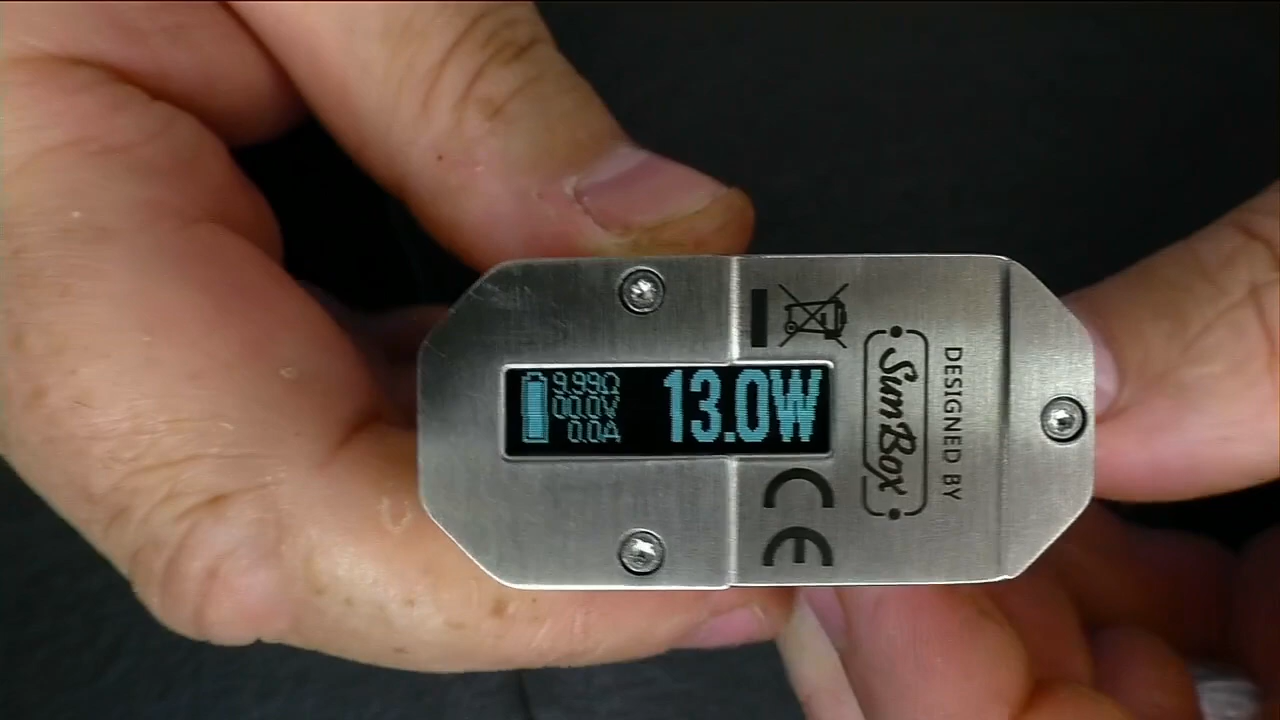 9.99Ω
00.0V
0.0A
13.0W
DESIGNED BY
SunBox
CE